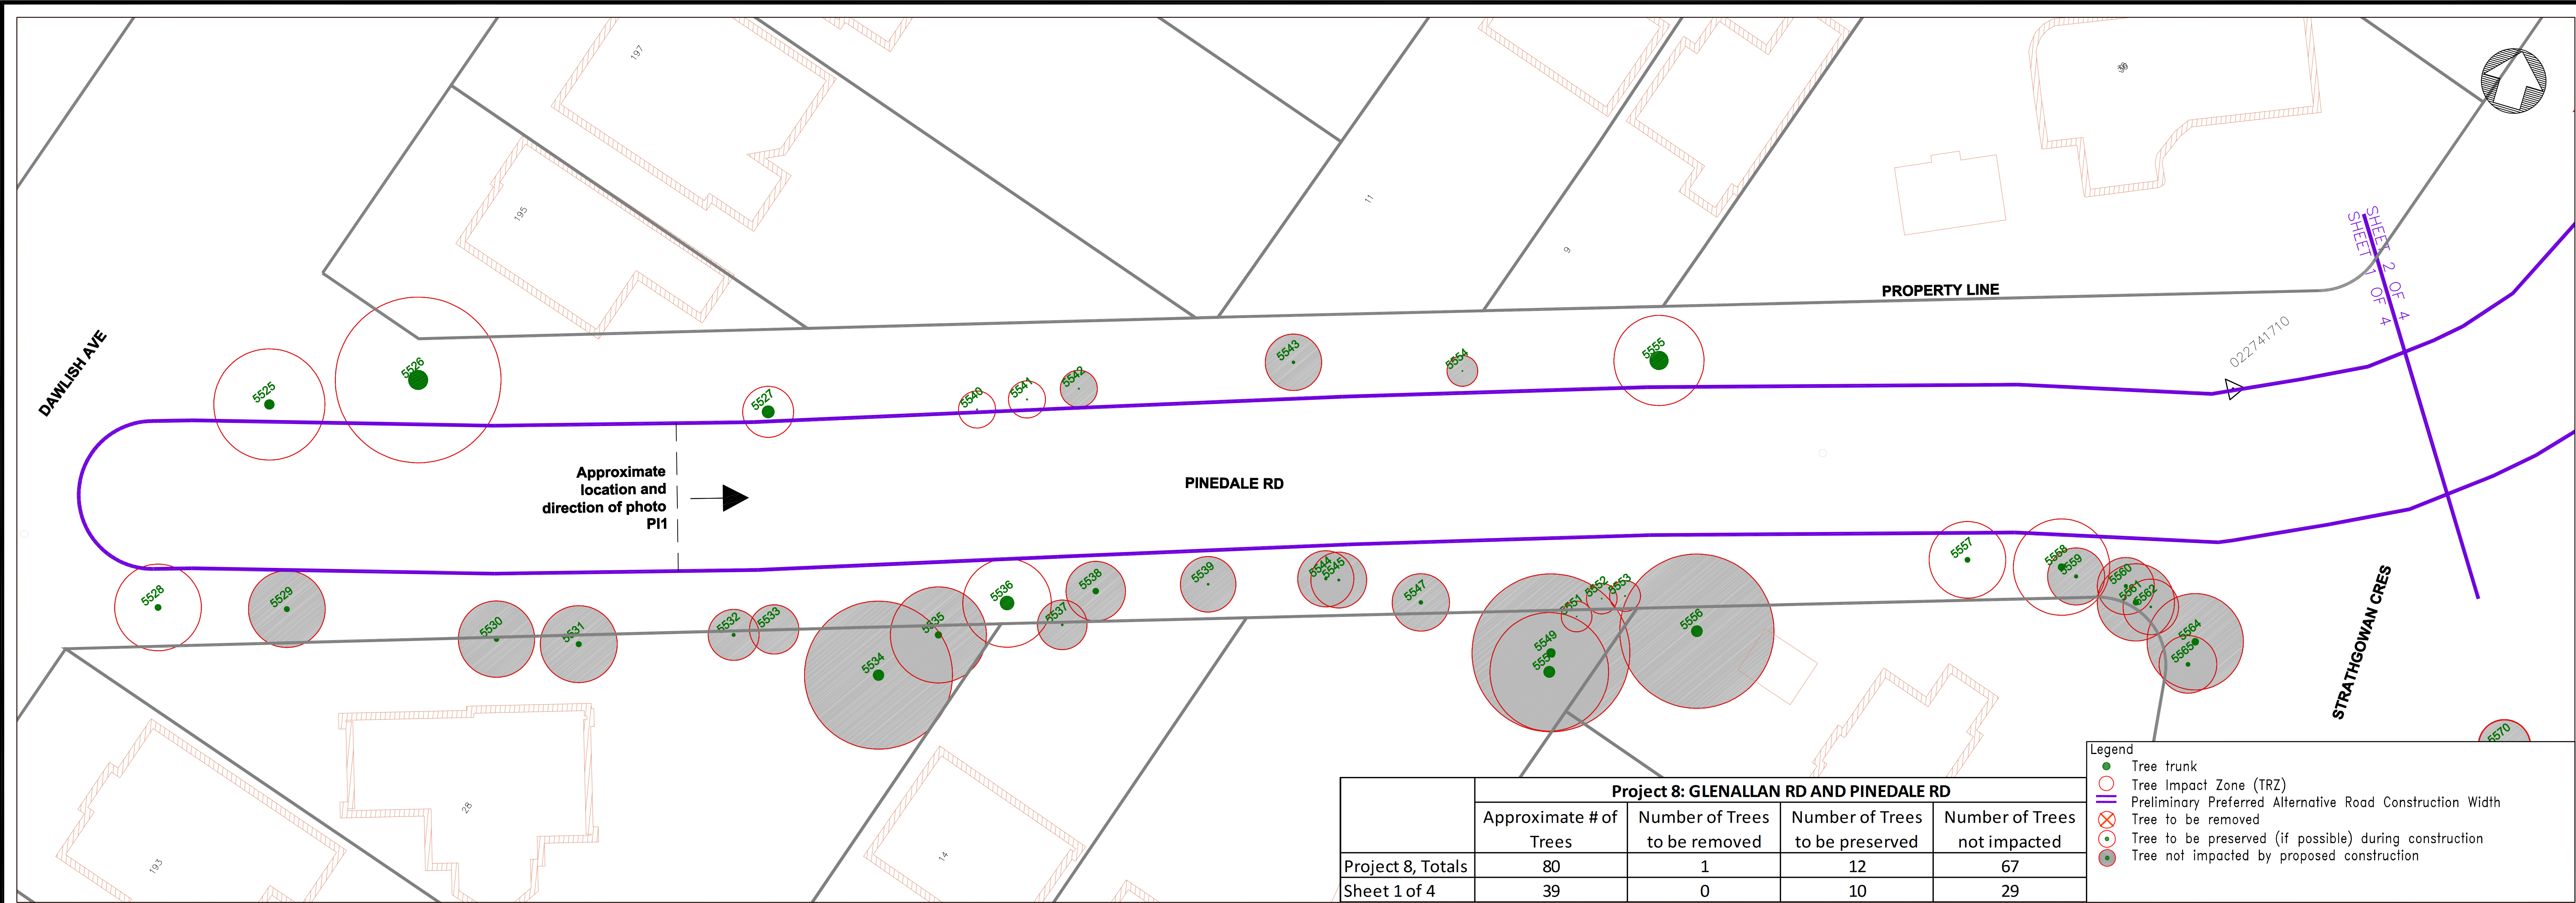 197
195
36
11
9
SHEET 2 OF 4
SHEET 1 OF 4
PROPERTY LINE
022741710
DAWLISH AVE
5525
5526
5527
5540
5541
5542
5543
5554
5555
Approximate
location and
direction of photo
PI1
PINEDALE RD
5528
5529
5530
5531
5532
5533
5534
5535
5536
5537
5538
5539
5544
5545
5547
5549
5551
5552
5553
5556
5557
5558
5559
5560
5561
5562
5564
5565
5570
STRATHGOWAN CRES
193
28
14
Project 8: GLENALLAN RD AND PINEDALE RD
Approximate # of Trees Number of Trees to be removed Number of Trees to be preserved Number of Trees not impacted
Project 8, Totals 80 1 12 67
Sheet 1 of 4 39 0 10 29
Legend
Tree trunk
Tree Impact Zone (TRZ)
Preliminary Preferred Alternative Road Construction Width
Tree to be removed
Tree to be preserved (if possible) during construction
Tree not impacted by proposed construction